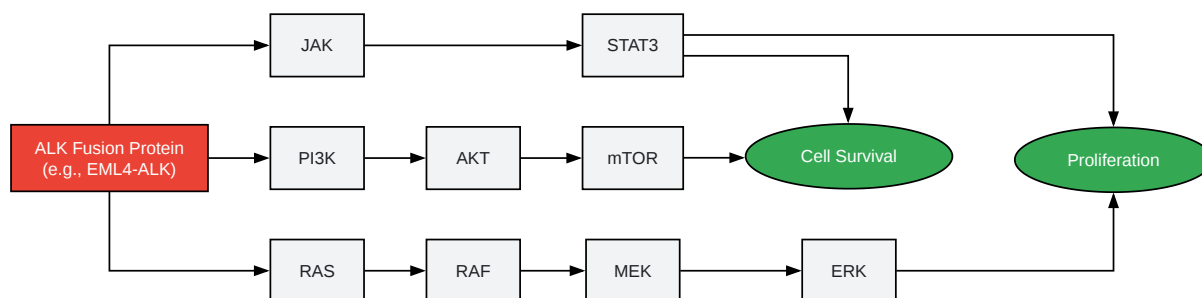 JAK
STAT3
ALK Fusion Protein
(e.g., EML4-ALK)
PI3K
AKT
mTOR
Cell Survival
Proliferation
RAS
RAF
MEK
ERK